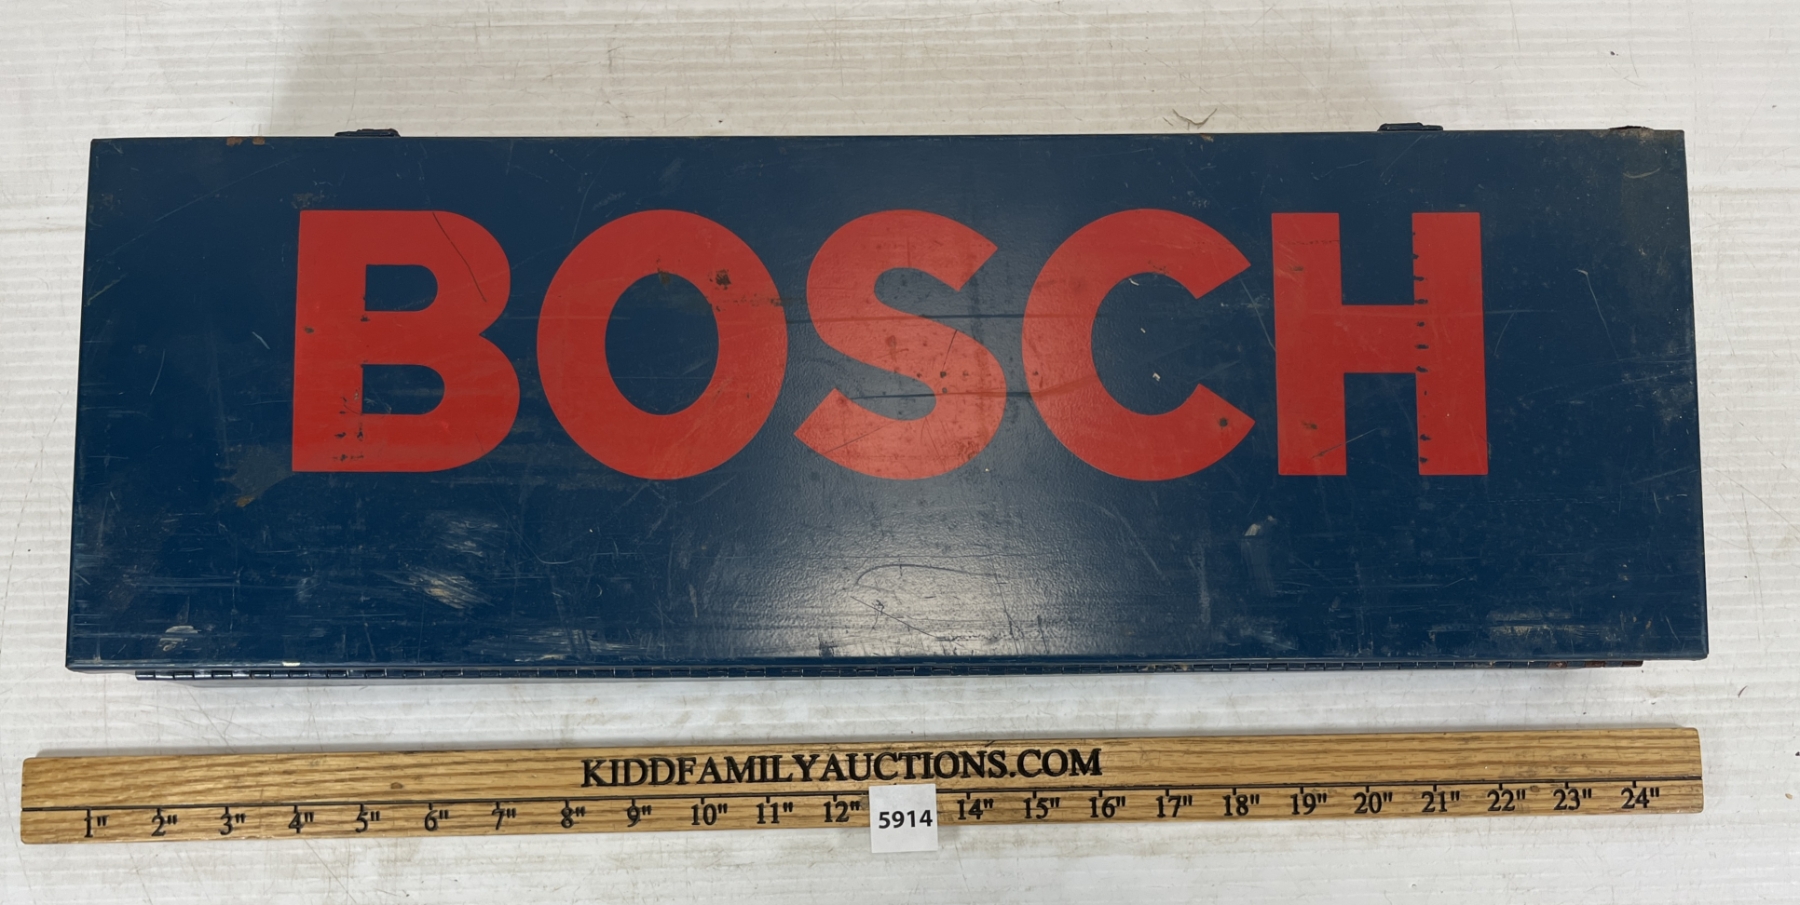 BOSCH
KIDDFAMILYAUCTIONS.COM
1" 2" 3" 4" 5" 6" 7" 8" 9" 10" 11" 12" 14" 15" 16" 17" 18" 19" 20" 21" 22" 23" 24"
5914